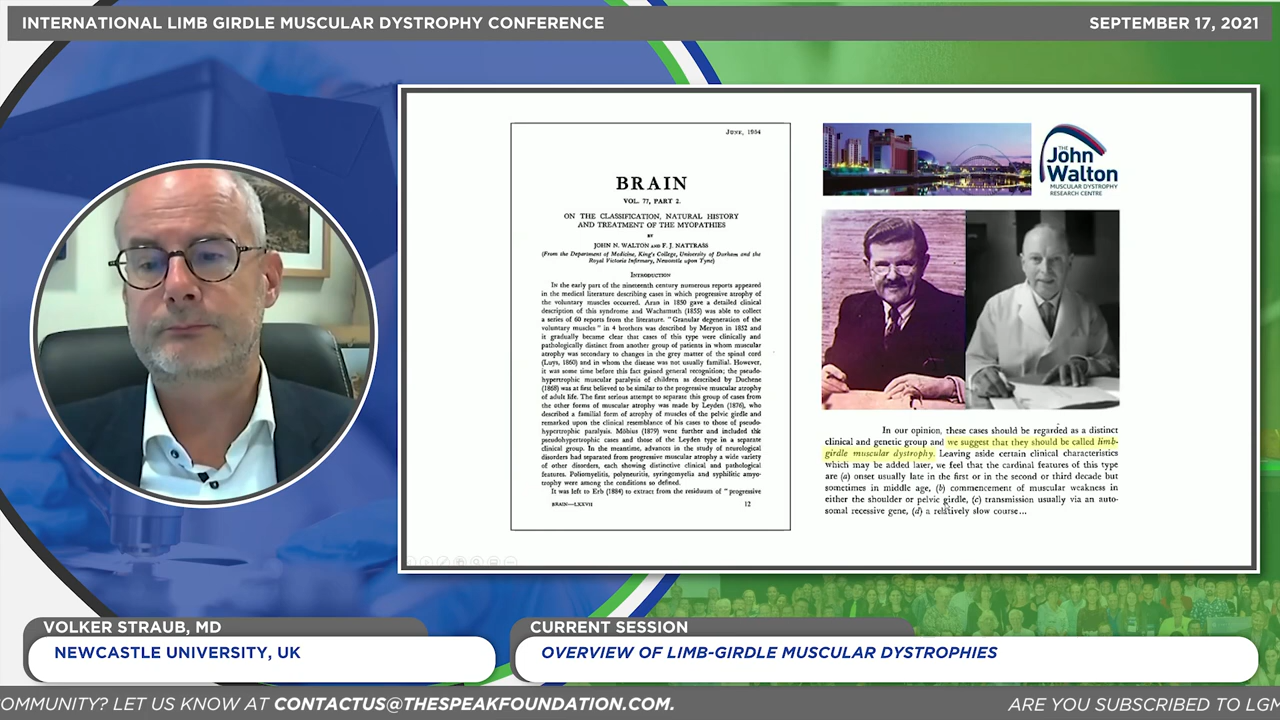 INTERNATIONAL LIMB GIRDLE MUSCULAR DYSTROPHY CONFERENCE
SEPTEMBER 17, 2021
JUNE, 1954
BRAIN
VOL. 77, PART 2.
ON THE CLASSIFICATION, NATURAL HISTORY
AND TREATMENT OF THE MYOPATHIES
BY
JOHN N. WALTON AND F. J. NATTRASS
(From the Department of Medicine, King's College, University of Durham and the
Royal Victoria Infirmary, Newcastle upon Tyne)
INTRODUCTION
In the early part of the nineteenth century numerous reports appeared
in the medical literature describing cases in which progressive atrophy of
the voluntary muscles occurred. Aran in 1850 gave a detailed clinical
description of this syndrome and Wachsmuth (1855) was able to collect
a series of 60 reports from the literature. "Granular degeneration of the
voluntary muscles" in 4 brothers was described by Meryon in 1852 and
it gradually became clear that cases of this type were clinically and
pathologically distinct from another group of patients in whom muscular
atrophy was secondary to changes in the grey matter of the spinal cord
(Luys, 1860) and in whom the disease was not usually familial. However,
it was some time before this fact gained general recognition; the pseudo-
hypertrophic muscular paralysis of children as described by Duchene
(1868) was at first believed to be similar to the progressive muscular atrophy
of adult life. The first serious attempt to separate this group of cases from
the other forms of muscular atrophy was made by Leyden (1876), who
described a familial form of atrophy of muscles of the pelvic girdle and
remarked upon the clinical resemblance of his cases to those of pseudo-
hypertrophic paralysis. Möbius (1879) went further and included the
pseudohypertrophic cases and those of the Leyden type in a separate
clinical group. In the meantime, advances in the study of neurological
disorders had separated from progressive muscular atrophy a wide variety
of other disorders, each showing distinctive clinical and pathological
features. Poliomyelitis, polyneuritis, syringomyelia and syphilitic amyo-
trophy were among the conditions so defined.
It was left to Erb (1884) to extract from the residuum of "progressive
BRAIN—LXXVII
12
THE
John
Walton
MUSCULAR DYSTROPHY
RESEARCH CENTRE
In our opinion, these cases should be regarded as a distinct
clinical and genetic group and we suggest that they should be called limb-
girdle muscular dystrophy. Leaving aside certain clinical characteristics
which may be added later, we feel that the cardinal features of this type
are (a) onset usually late in the first or in the second or third decade but
sometimes in middle age, (b) commencement of muscular weakness in
either the shoulder or pelvic girdle, (c) transmission usually via an auto-
somal recessive gene, (d) a relatively slow course...
VOLKER STRAUB, MD
NEWCASTLE UNIVERSITY, UK
CURRENT SESSION
OVERVIEW OF LIMB-GIRDLE MUSCULAR DYSTROPHIES
OMMUNITY? LET US KNOW AT CONTACTUS@THESPEAKFOUNDATION.COM.
ARE YOU SUBSCRIBED TO LGM